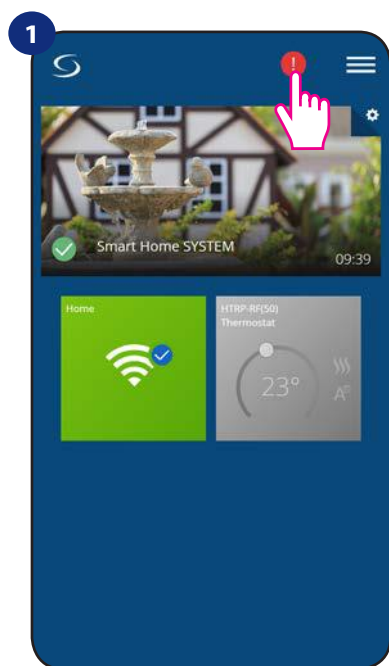 1
!
Smart Home SYSTEM
09:39
Home
HTRP-RF(50)
Thermostat
23°
A